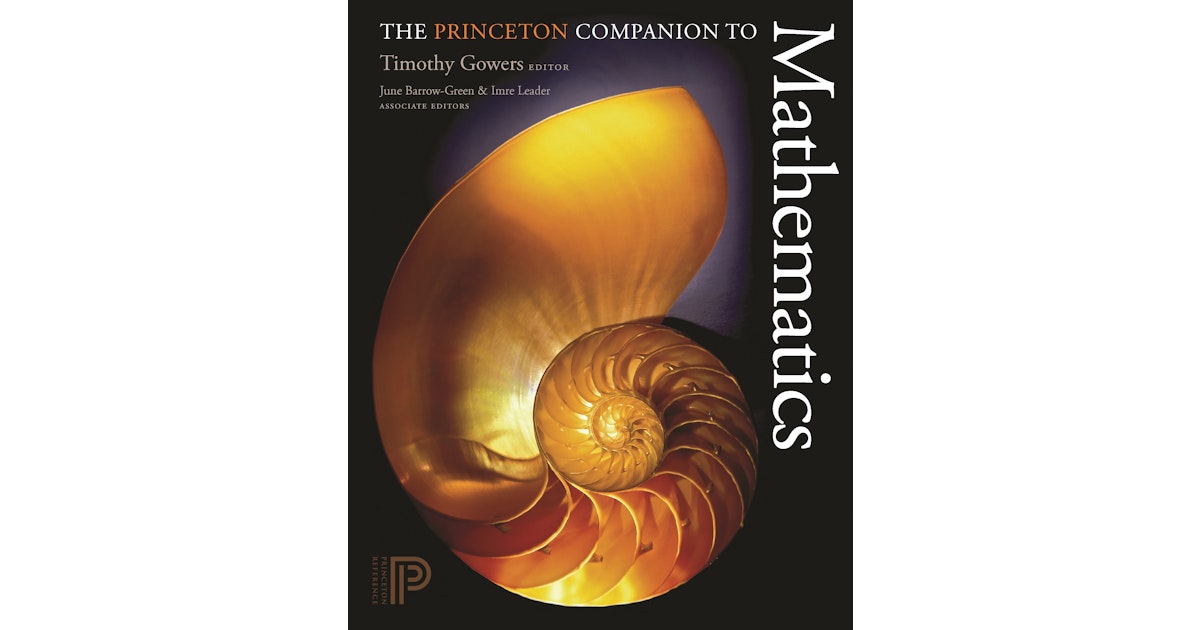 THE PRINCETON COMPANION TO
Mathematics
Timothy Gowers EDITOR
June Barrow-Green & Imre Leader
ASSOCIATE EDITORS
PRINCETON
REFERENCE